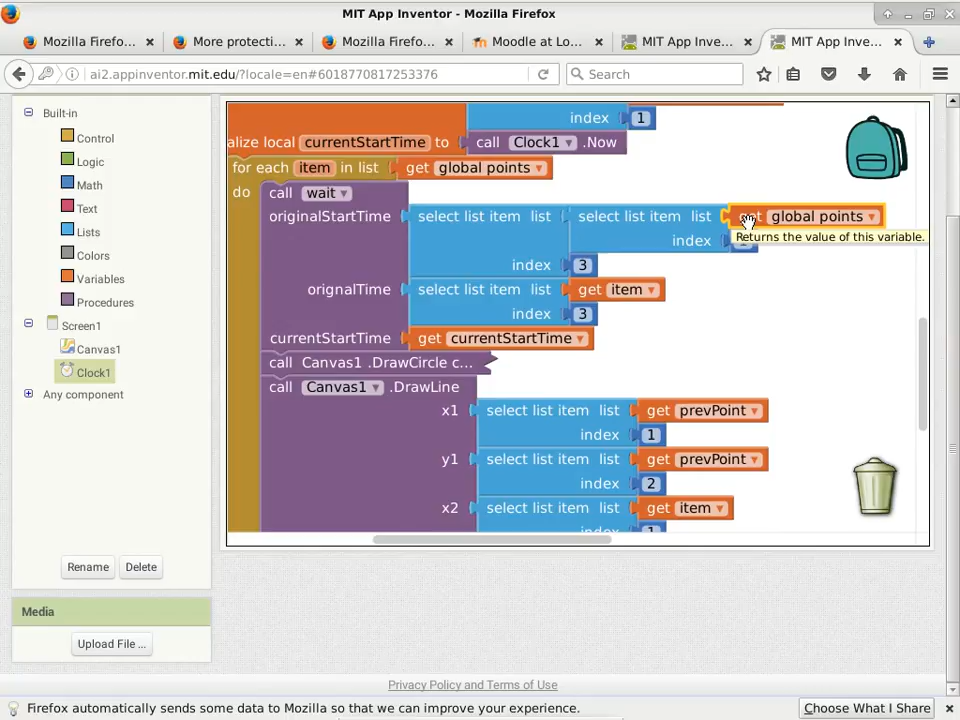 MIT App Inventor - Mozilla Firefox
Mozilla Firefo... More protecti... Mozilla Firefo... Moodle at Lo... MIT App Inve... MIT App Inve...
ai2.appinventor.mit.edu/?locale=en#6018770817253376 Search
Built-in
Control
Logic
Math
Text
Lists
Colors
Variables
Procedures
Screen1
Canvas1
Clock1
Any component
Rename Delete
Media
Upload File ...
index 1
alize local currentStartTime to call Clock1 .Now
for each item in list get global points
do call wait
originalStartTime select list item list select list item list get global points
index
Returns the value of this variable.
index 3
orignalTime select list item list get item
index 3
currentStartTime get currentStartTime
call Canvas1 .DrawCircle c...
call Canvas1 .DrawLine
x1 select list item list get prevPoint
index 1
y1 select list item list get prevPoint
index 2
x2 select list item list get item
index 1
Privacy Policy and Terms of Use
Firefox automatically sends some data to Mozilla so that we can improve your experience. Choose What I Share